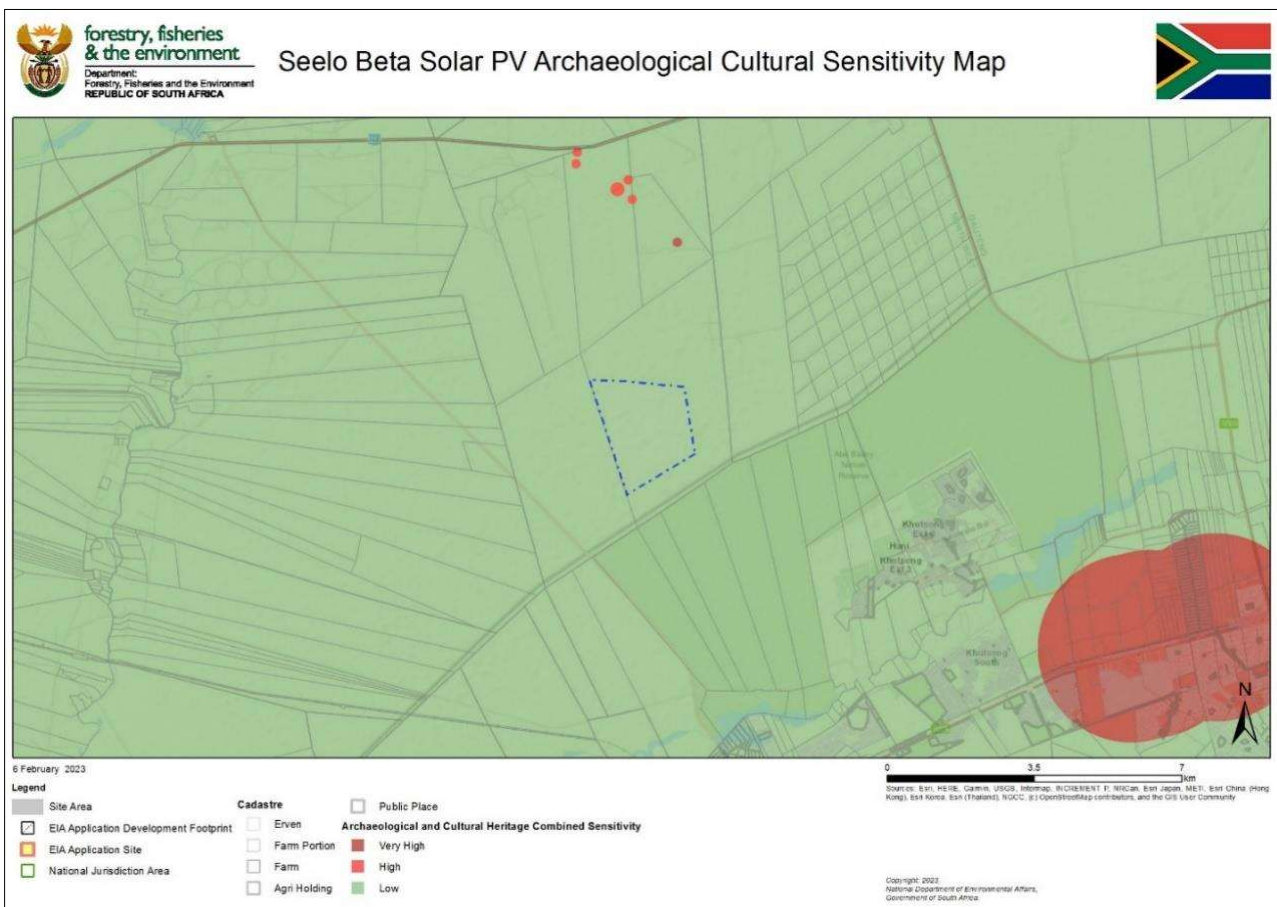 forestry, fisheries
& the environment
Department:
Forestry, Fisheries and the Environment
REPUBLIC OF SOUTH AFRICA
Seelo Beta Solar PV Archaeological Cultural Sensitivity Map
Abe Bailey
Nature
Reserve
Khutsong
Khutsong
Khutsong
South
N
6 February 2023
Legend
Site Area
EIA Application Development Footprint
EIA Application Site
National Jurisdiction Area
Cadastre
Erven
Farm Portion
Farm
Agri Holding
Public Place
Archaeological and Cultural Heritage Combined Sensitivity
Very High
High
Low
0 3.5 7
km
Sources: Esri, HERE, Garmin, USGS, Intermap, INCREMENT P, NRCan, Esri Japan, METI, Esri China (Hong
Kong), Esri Korea, Esri (Thailand), NGCC, (c) OpenStreetMap contributors, and the GIS User Community
Copyright: 2023,
National Department of Environmental Affairs,
Government of South Africa.